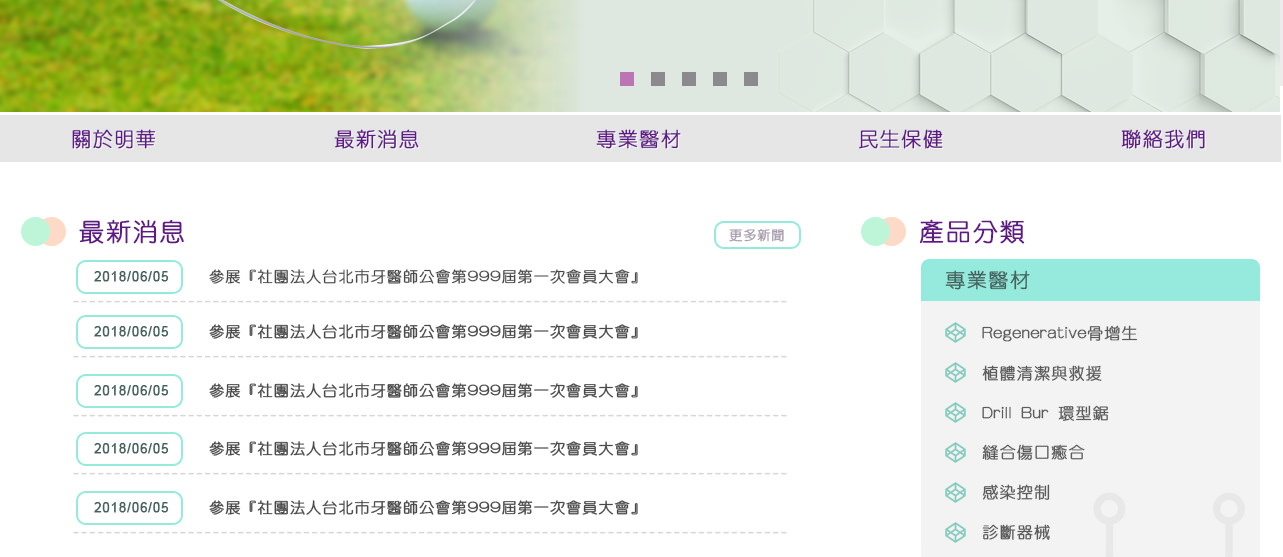 關於明華 最新消息 專業醫材 民生保健 聯絡我們
最新消息
更多新聞
2018/06/05 參展『社團法人台北市牙醫師公會第999屆第一次會員大會』
2018/06/05 參展『社團法人台北市牙醫師公會第999屆第一次會員大會』
2018/06/05 參展『社團法人台北市牙醫師公會第999屆第一次會員大會』
2018/06/05 參展『社團法人台北市牙醫師公會第999屆第一次會員大會』
2018/06/05 參展『社團法人台北市牙醫師公會第999屆第一次會員大會』
產品分類
專業醫材
Regenerative骨增生
植體清潔與救援
Drill Bur 環型鋸
縫合傷口癒合
感染控制
診斷器械